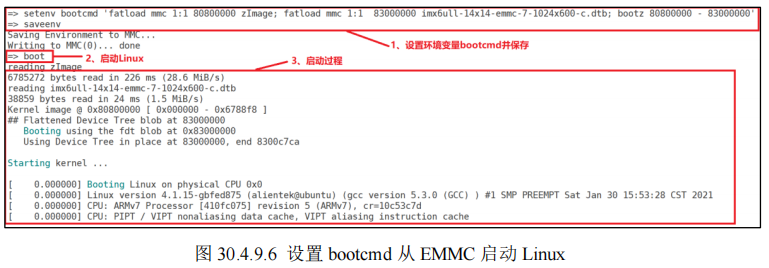 => setenv bootcmd 'fatload mmc 1:1 80800000 zImage; fatload mmc 1:1  83000000 imx6ull-14x14-emmc-7-1024x600-c.dtb; bootz 80800000 - 83000000'
=> saveenv
Saving Environment to MMC...
Writing to MMC(0)... done
1、设置环境变量bootcmd并保存
=> boot
2、启动Linux
3、启动过程
reading zImage
6785272 bytes read in 226 ms (28.6 MiB/s)
reading imx6ull-14x14-emmc-7-1024x600-c.dtb
38859 bytes read in 24 ms (1.5 MiB/s)
Kernel image @ 0x80800000 [ 0x000000 - 0x6788f8 ]
## Flattened Device Tree blob at 83000000
   Booting using the fdt blob at 0x83000000
   Using Device Tree in place at 83000000, end 8300c7ca
Starting kernel ...
[    0.000000] Booting Linux on physical CPU 0x0
[    0.000000] Linux version 4.1.15-gbfed875 (alientek@ubuntu) (gcc version 5.3.0 (GCC) ) #1 SMP PREEMPT Sat Jan 30 15:53:28 CST 2021
[    0.000000] CPU: ARMv7 Processor [410fc075] revision 5 (ARMv7), cr=10c53c7d
[    0.000000] CPU: PIPT / VIPT nonaliasing data cache, VIPT aliasing instruction cache
图 30.4.9.6 设置 bootcmd 从 EMMC 启动 Linux